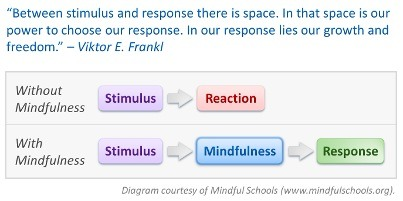 “Between stimulus and response there is space. In that space is our
power to choose our response. In our response lies our growth and
freedom.” – Viktor E. Frankl
Without
Mindfulness
Stimulus
Reaction
With
Mindfulness
Stimulus
Mindfulness
Response
Diagram courtesy of Mindful Schools (www.mindfulschools.org).